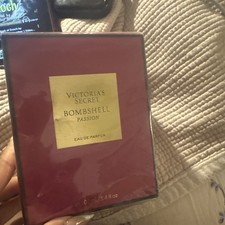 VICTORIA'S
SECRET
BOMBSHELL
PASSION
EAU DE PARFUM